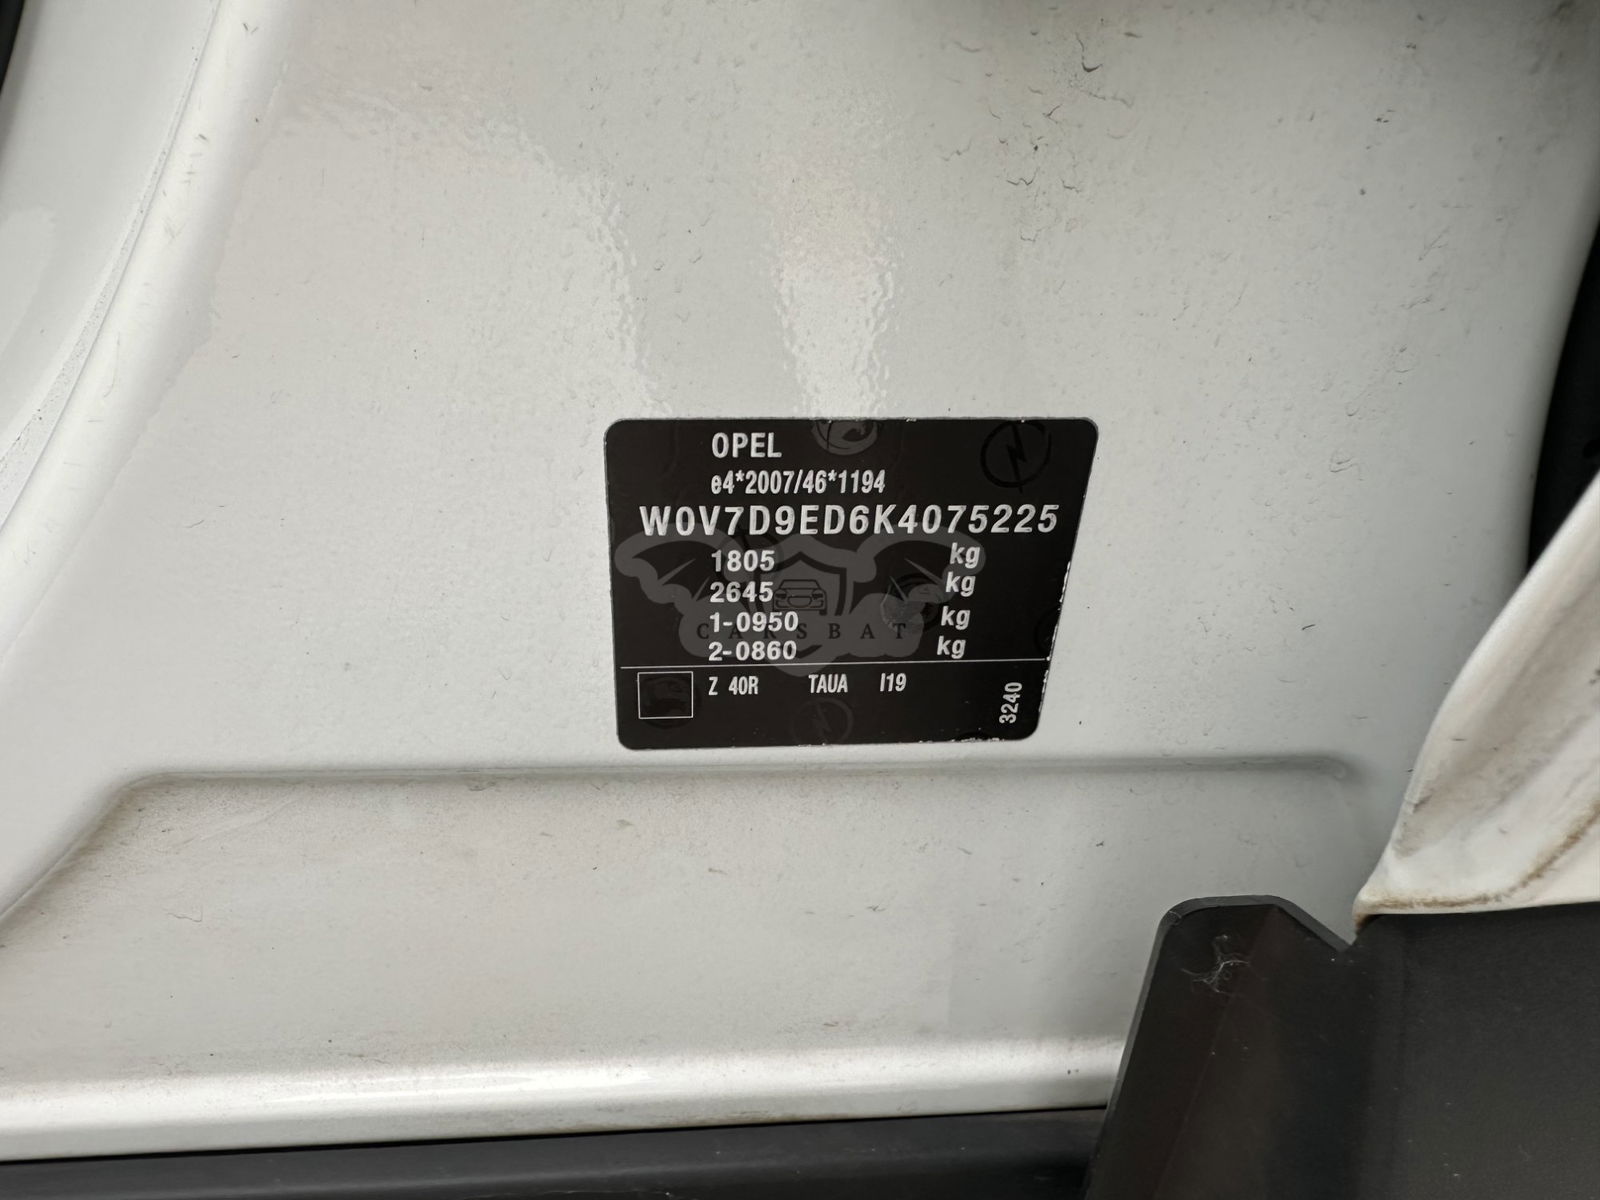 OPEL
e4*2007/46*1194
W0V7D9ED6K4075225
1805 kg
2645 kg
1-0950 kg
2-0860 kg
CARSBAT
Z 40R TAUA I19
3240